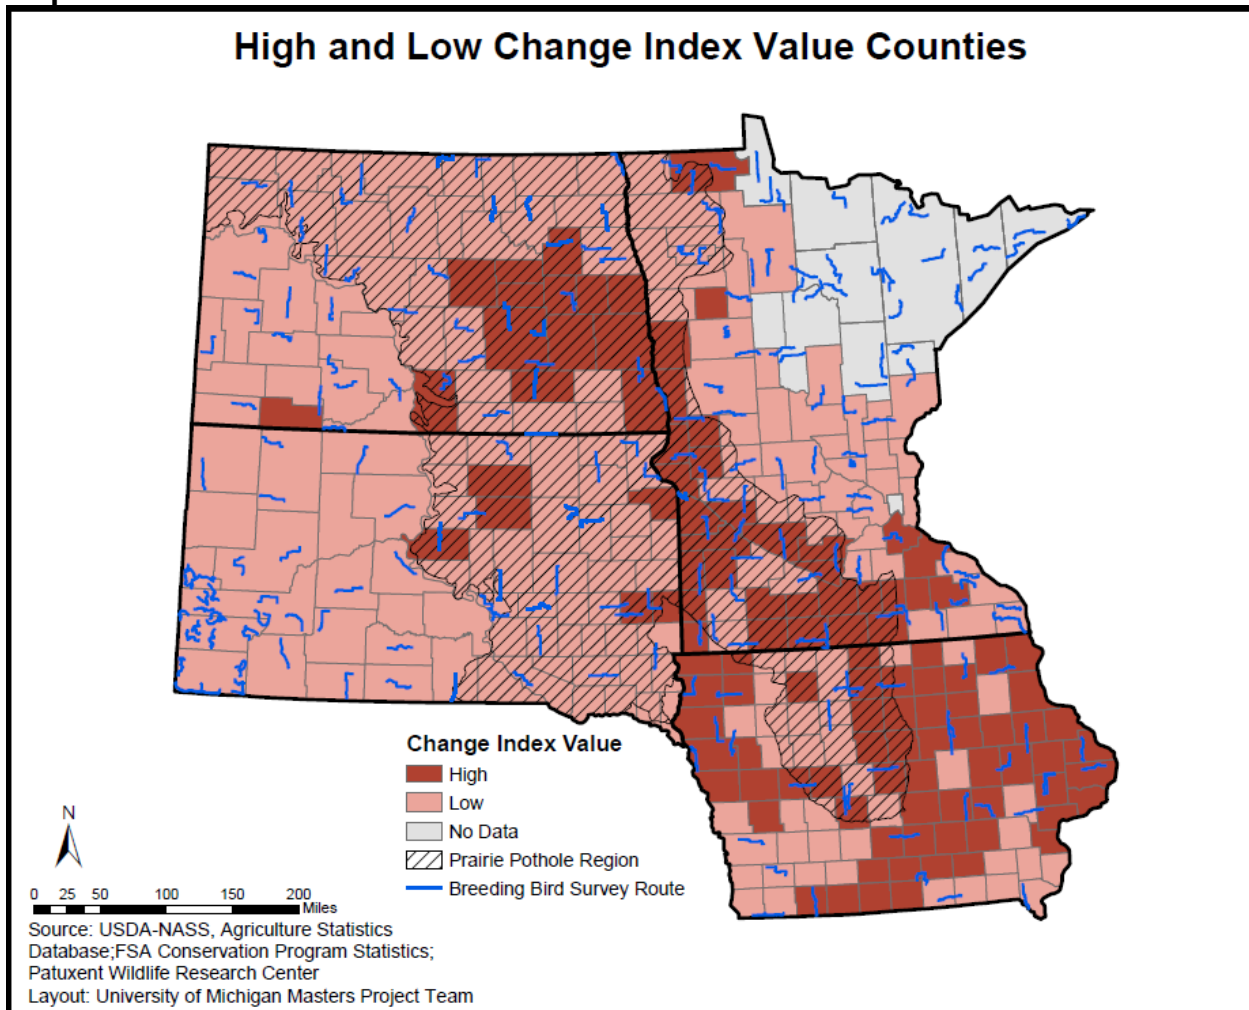 High and Low Change Index Value Counties
Change Index Value
High
Low
No Data
Prairie Pothole Region
Breeding Bird Survey Route
N
0 25 50 100 150 200
Miles
Source: USDA-NASS, Agriculture Statistics
Database;FSA Conservation Program Statistics;
Patuxent Wildlife Research Center
Layout: University of Michigan Masters Project Team